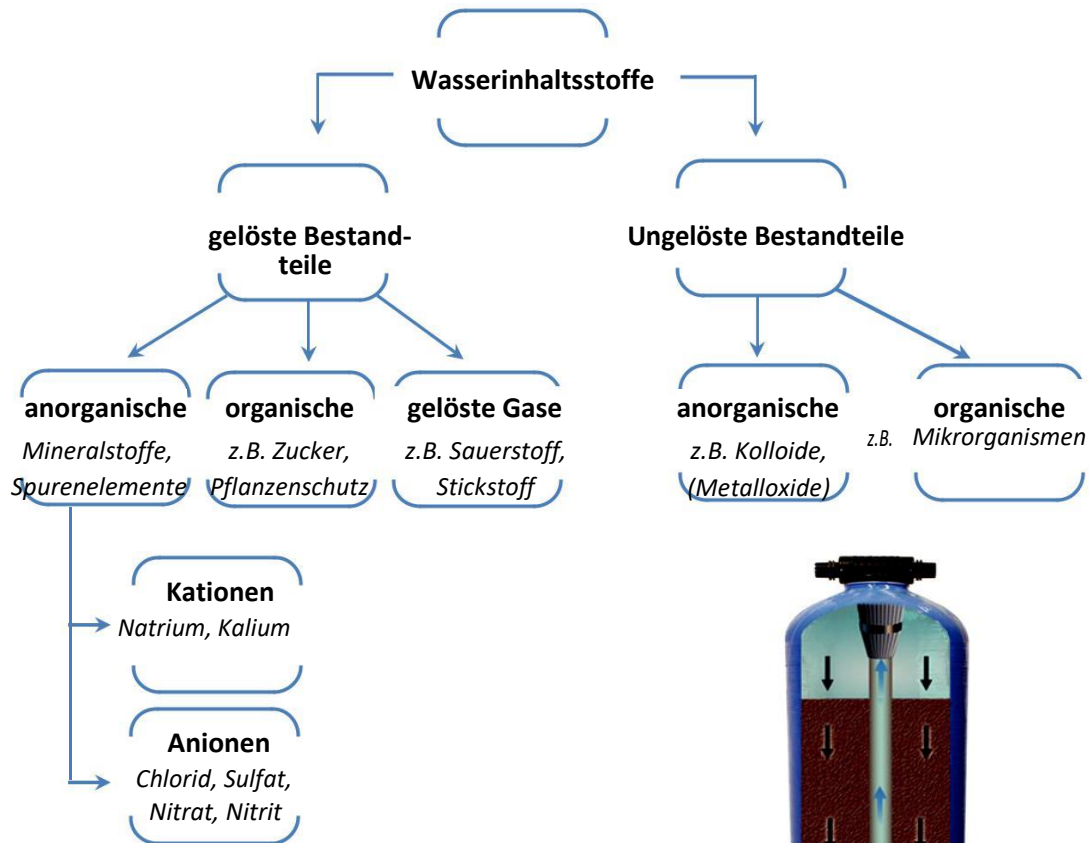 Wasserinhaltsstoffe
gelöste Bestand-
teile
Ungelöste Bestandteile
anorganische
Mineralstoffe,
Spurenelemente
organische
z.B. Zucker,
Pflanzenschutz
gelöste Gase
z.B. Sauerstoff,
Stickstoff
anorganische
z.B. Kolloide,
(Metalloxide)
organische
z.B. Mikrorganismen
Kationen
Natrium, Kalium
Anionen
Chlorid, Sulfat,
Nitrat, Nitrit